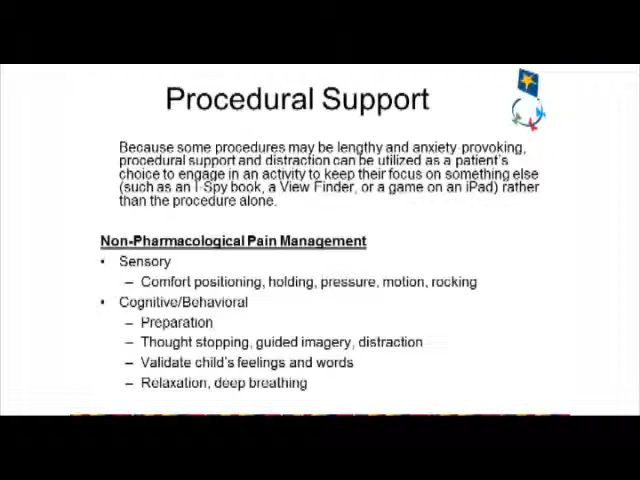 Procedural Support
Because some procedures may be lengthy and anxiety-provoking,
procedural support and distraction can be utilized as a patient's
choice to engage in an activity to keep their focus on something else
(such as an I Spy book, a View Finder, or a game on an iPad) rather
than the procedure alone.
Non-Pharmacological Pain Management
• Sensory
– Comfort positioning, holding, pressure, motion, rocking
• Cognitive/Behavioral
– Preparation
– Thought stopping, guided imagery, distraction
– Validate child's feelings and words
– Relaxation, deep breathing